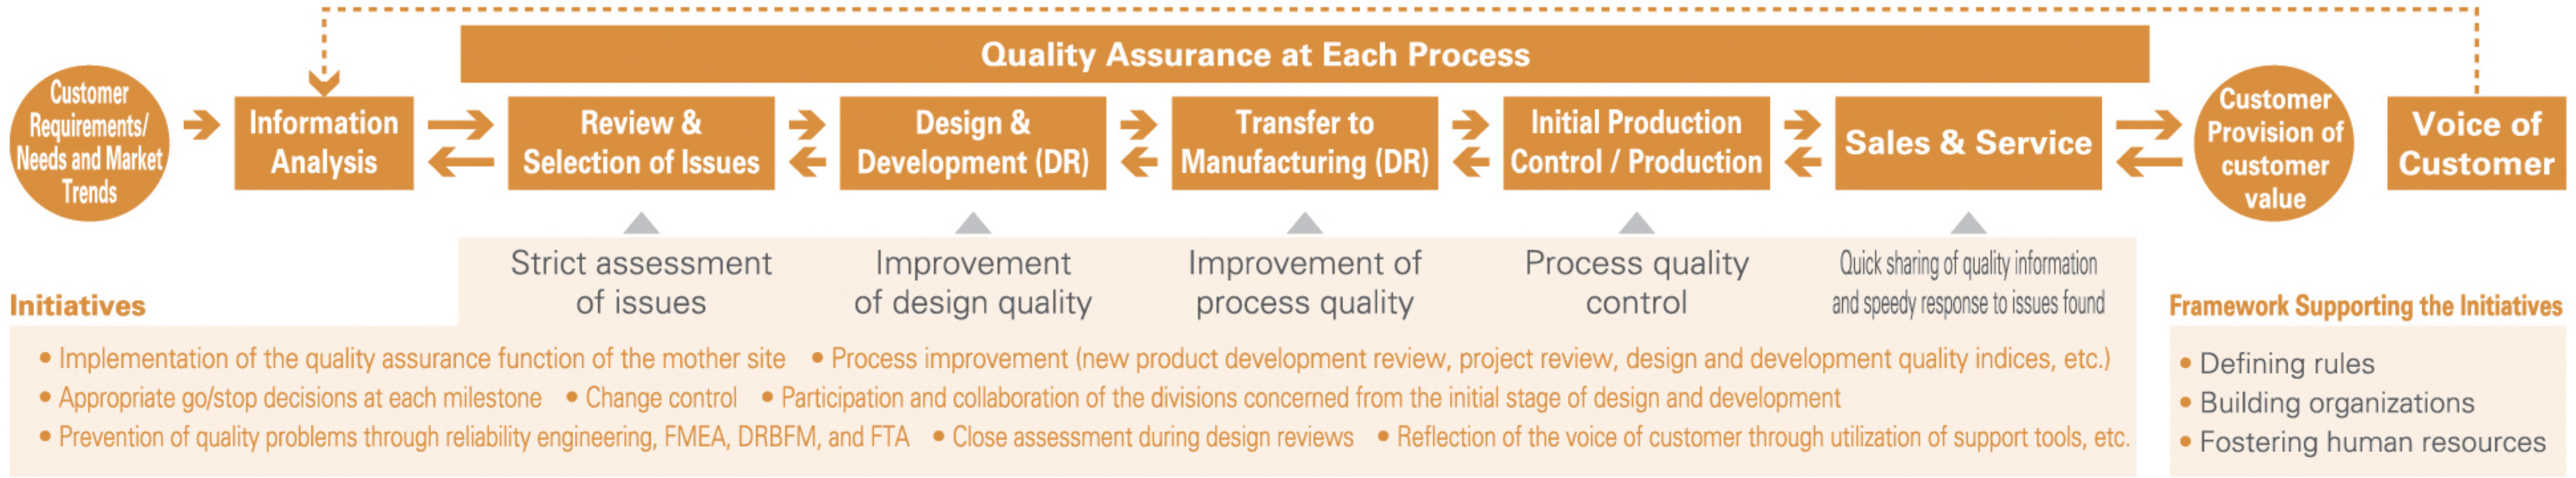 Quality Assurance at Each Process
Customer
Requirements/
Needs and Market
Trends
Information
Analysis
Review &
Selection of Issues
Design &
Development (DR)
Transfer to
Manufacturing (DR)
Initial Production
Control / Production
Sales & Service
Customer
Provision of
customer
value
Voice of
Customer
Strict assessment
of issues
Improvement
of design quality
Improvement of
process quality
Process quality
control
Quick sharing of quality information
and speedy response to issues found
Initiatives
• Implementation of the quality assurance function of the mother site • Process improvement (new product development review, project review, design and development quality indices, etc.)
• Appropriate go/stop decisions at each milestone • Change control • Participation and collaboration of the divisions concerned from the initial stage of design and development
• Prevention of quality problems through reliability engineering, FMEA, DRBFM, and FTA • Close assessment during design reviews • Reflection of the voice of customer through utilization of support tools, etc.
Framework Supporting the Initiatives
• Defining rules
• Building organizations
• Fostering human resources